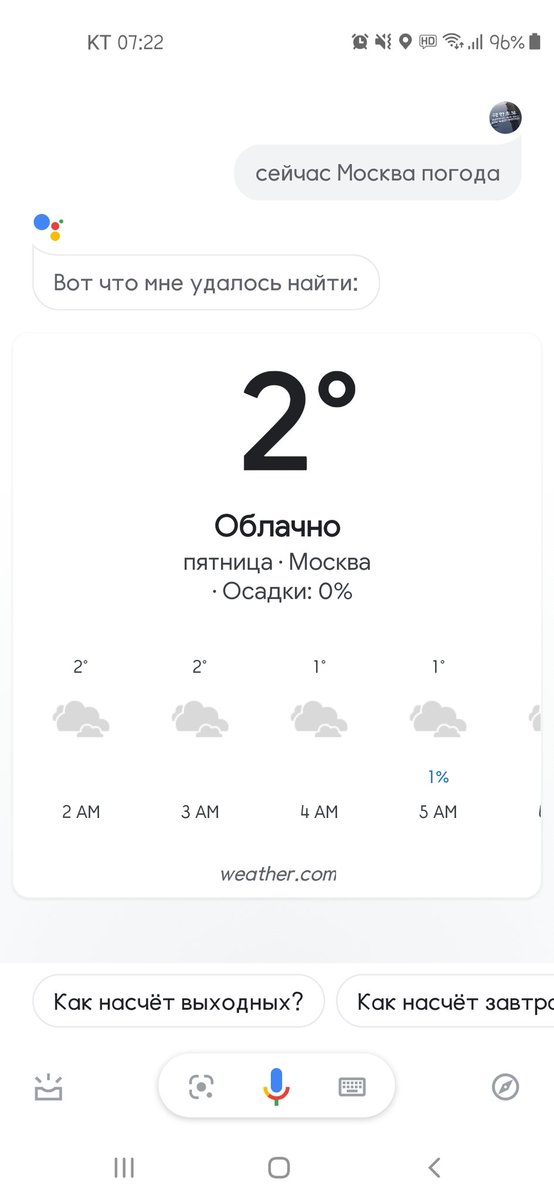 KT 07:22
HD
96%
сейчас Москва погода
Вот что мне удалось найти:
2°
Облачно
пятница · Москва
· Осадки: 0%
2° 2° 1° 1°
1%
2 AM 3 AM 4 AM 5 AM
weather.com
Как насчёт выходных? Как насчёт завтра